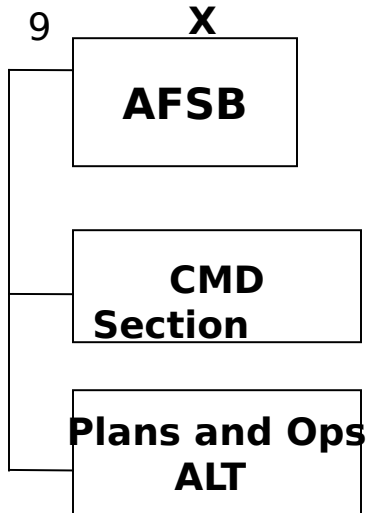 9
X
AFSB
CMD
Section
Plans and Ops
ALT